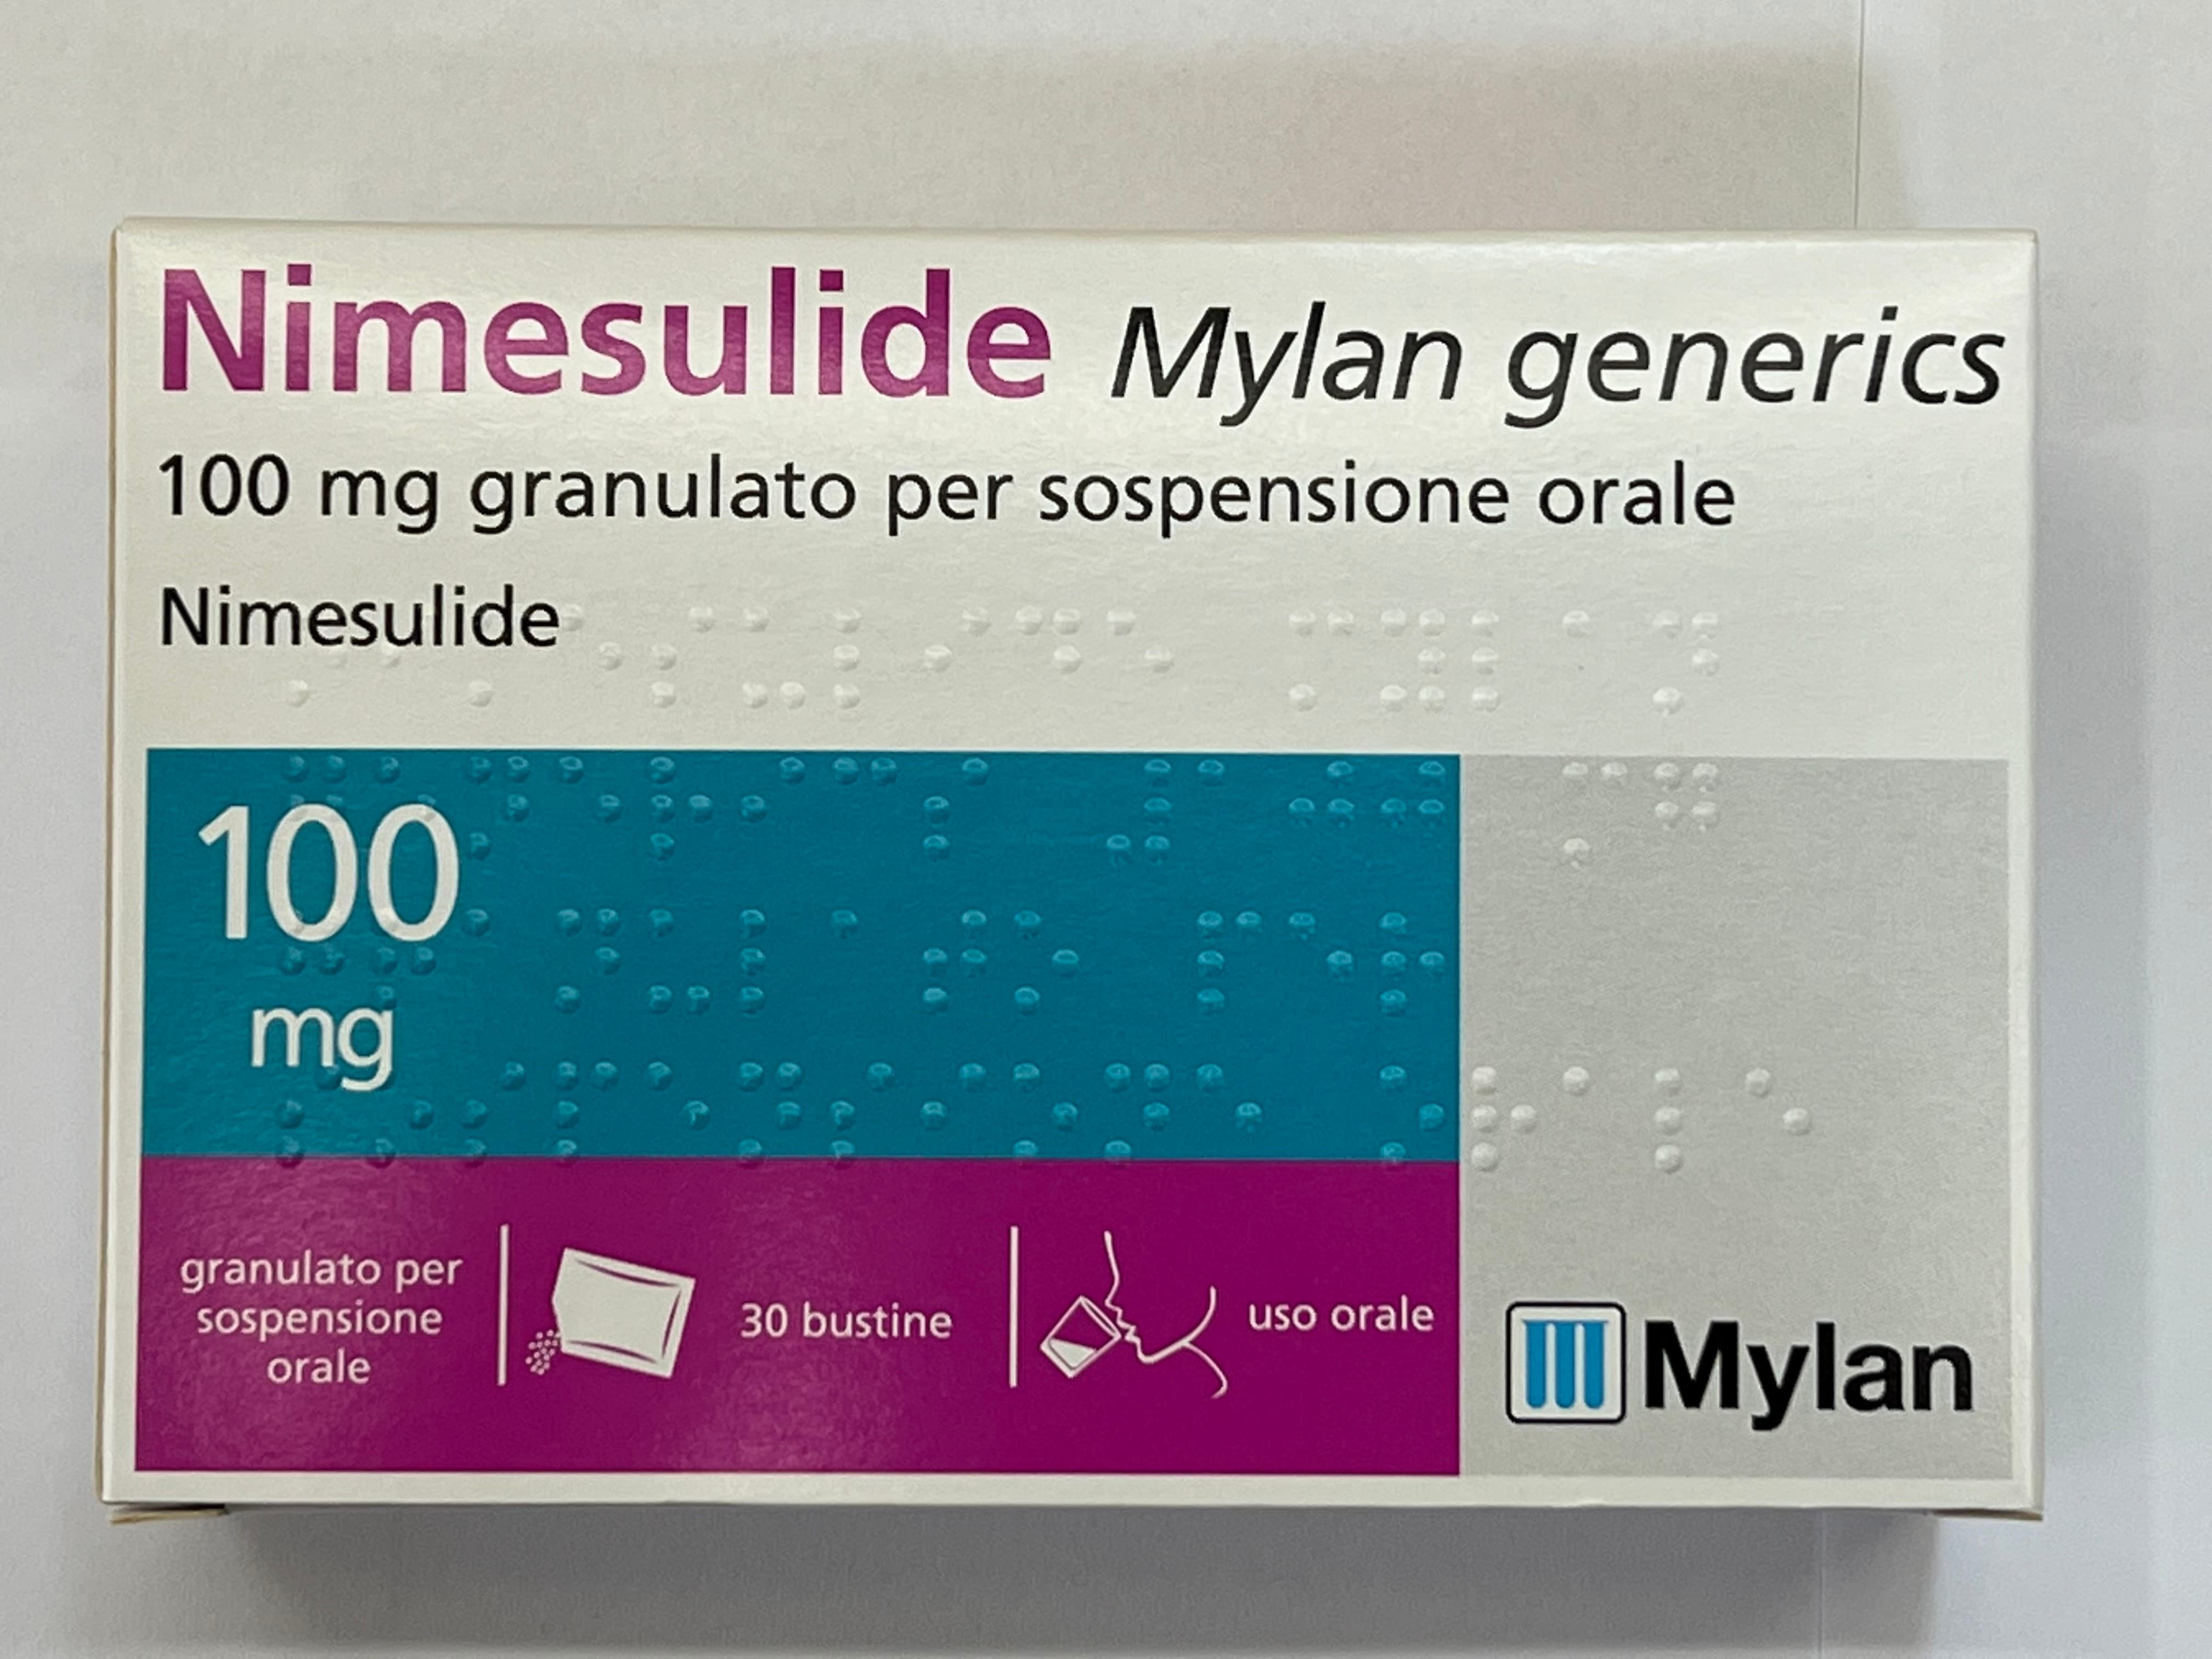 Nimesulide Mylan generics
100 mg granulato per sospensione orale
Nimesulide
100
mg
granulato per
sospensione
orale
30 bustine
uso orale
Mylan